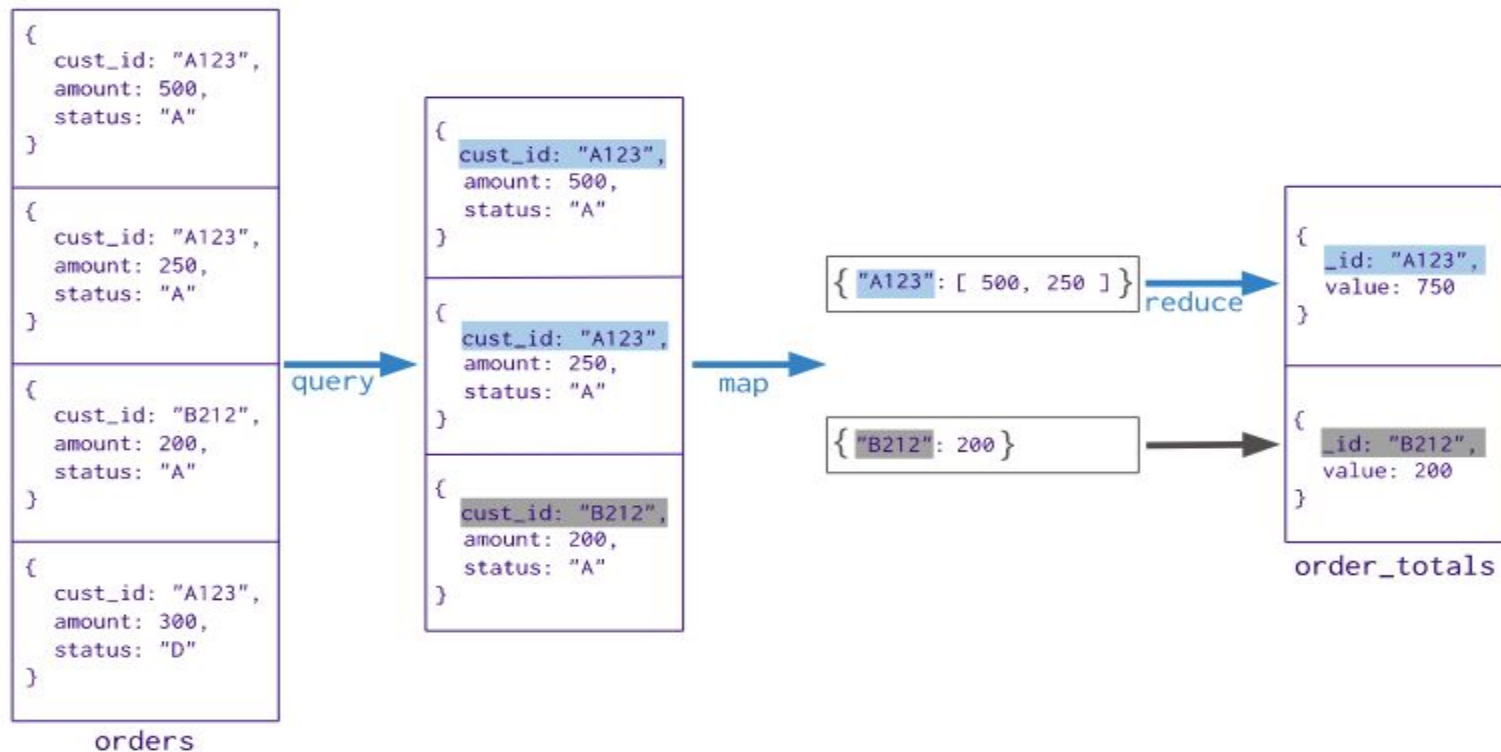 {
cust_id: "A123",
amount: 500,
status: "A"
}
{
cust_id: "A123",
amount: 250,
status: "A"
}
{
cust_id: "B212",
amount: 200,
status: "A"
}
{
cust_id: "A123",
amount: 300,
status: "D"
}
orders
query
{
cust_id: "A123",
amount: 500,
status: "A"
}
{
cust_id: "A123",
amount: 250,
status: "A"
}
{
cust_id: "B212",
amount: 200,
status: "A"
}
map
{ "A123": [ 500, 250 ] }
reduce
{ "B212": 200 }
{
_id: "A123",
value: 750
}
{
_id: "B212",
value: 200
}
order_totals